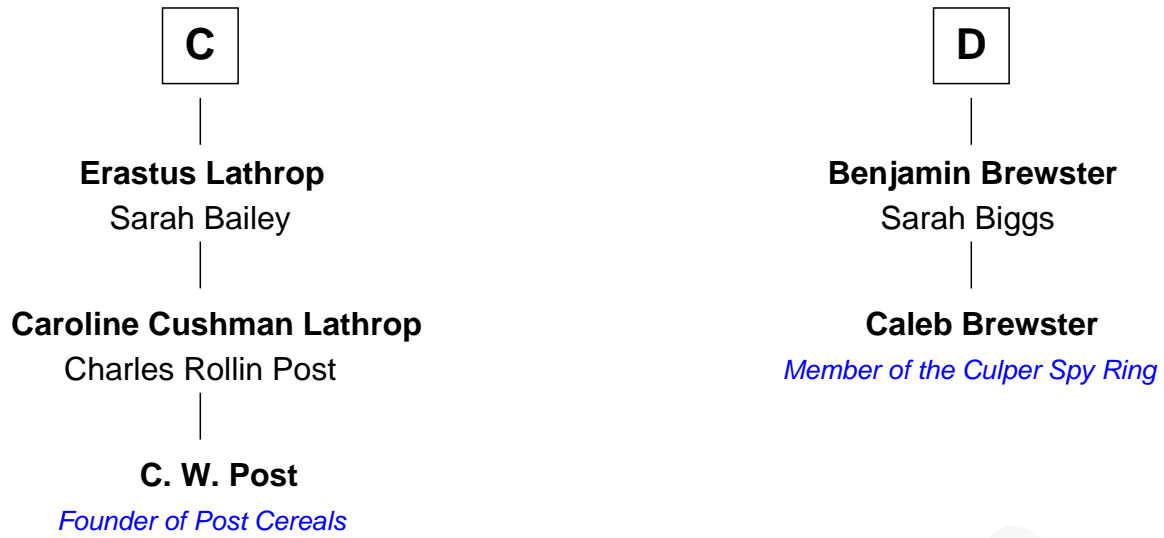 C
Erastus Lathrop
Sarah Bailey
Caroline Cushman Lathrop
Charles Rollin Post
C. W. Post
Founder of Post Cereals
D
Benjamin Brewster
Sarah Biggs
Caleb Brewster
Member of the Culper Spy Ring